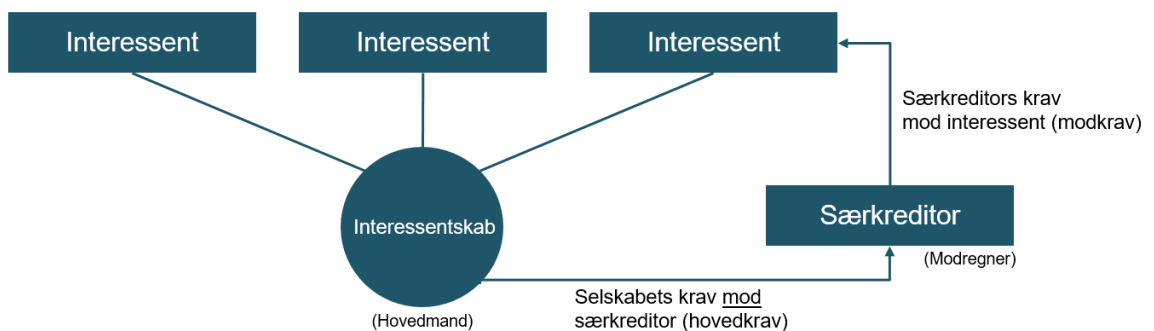 Interessent
Interessent
Interessent
Særkreditors krav
mod interessent (modkrav)
Interessentskab
Særkreditor
(Modregner)
Selskabets krav mod
særkreditor (hovedkrav)
(Hovedmand)